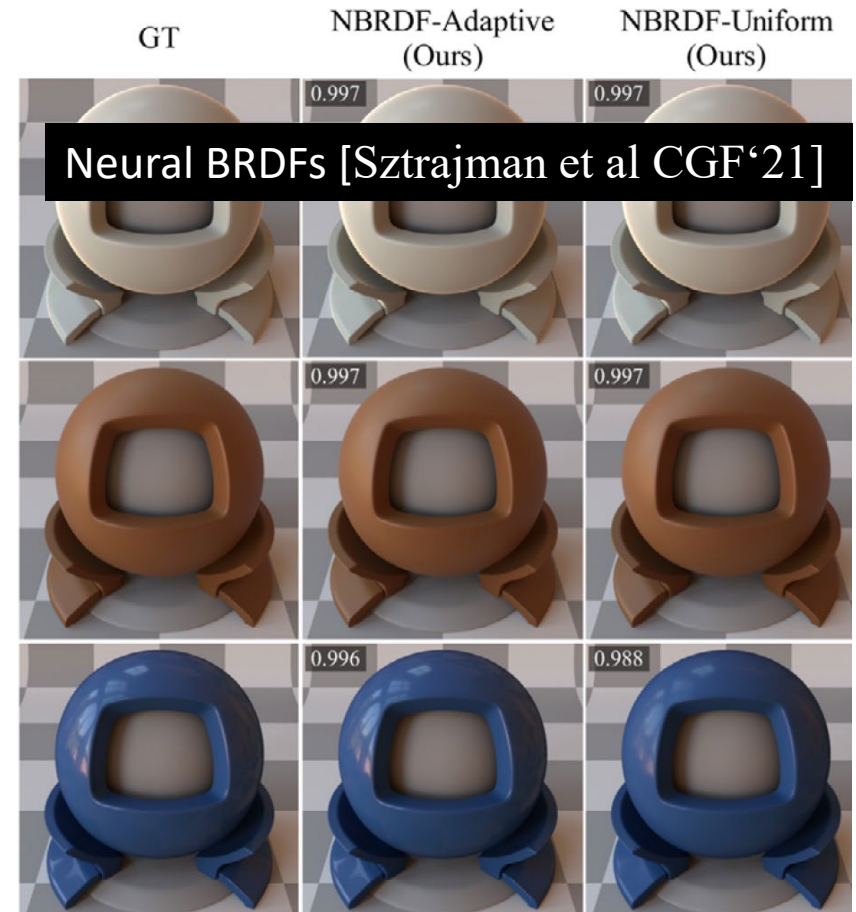 GT
NBRDF-Adaptive
(Ours)
NBRDF-Uniform
(Ours)
0.997
0.997
Neural BRDFs [Sztrajman et al CGF‘21]
0.997
0.997
0.996
0.988